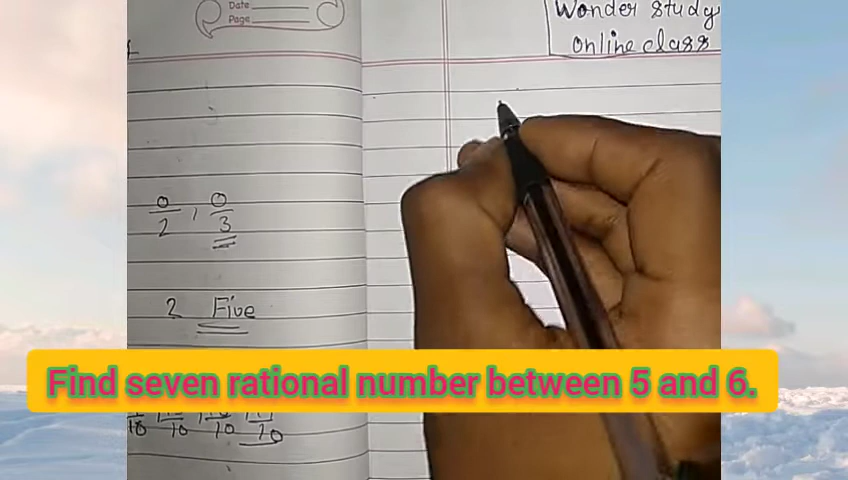 Date
Page
Wonder Study
online class
0/2 , 0/3
2 Five
Find seven rational number between 5 and 6.
10 10 10 10